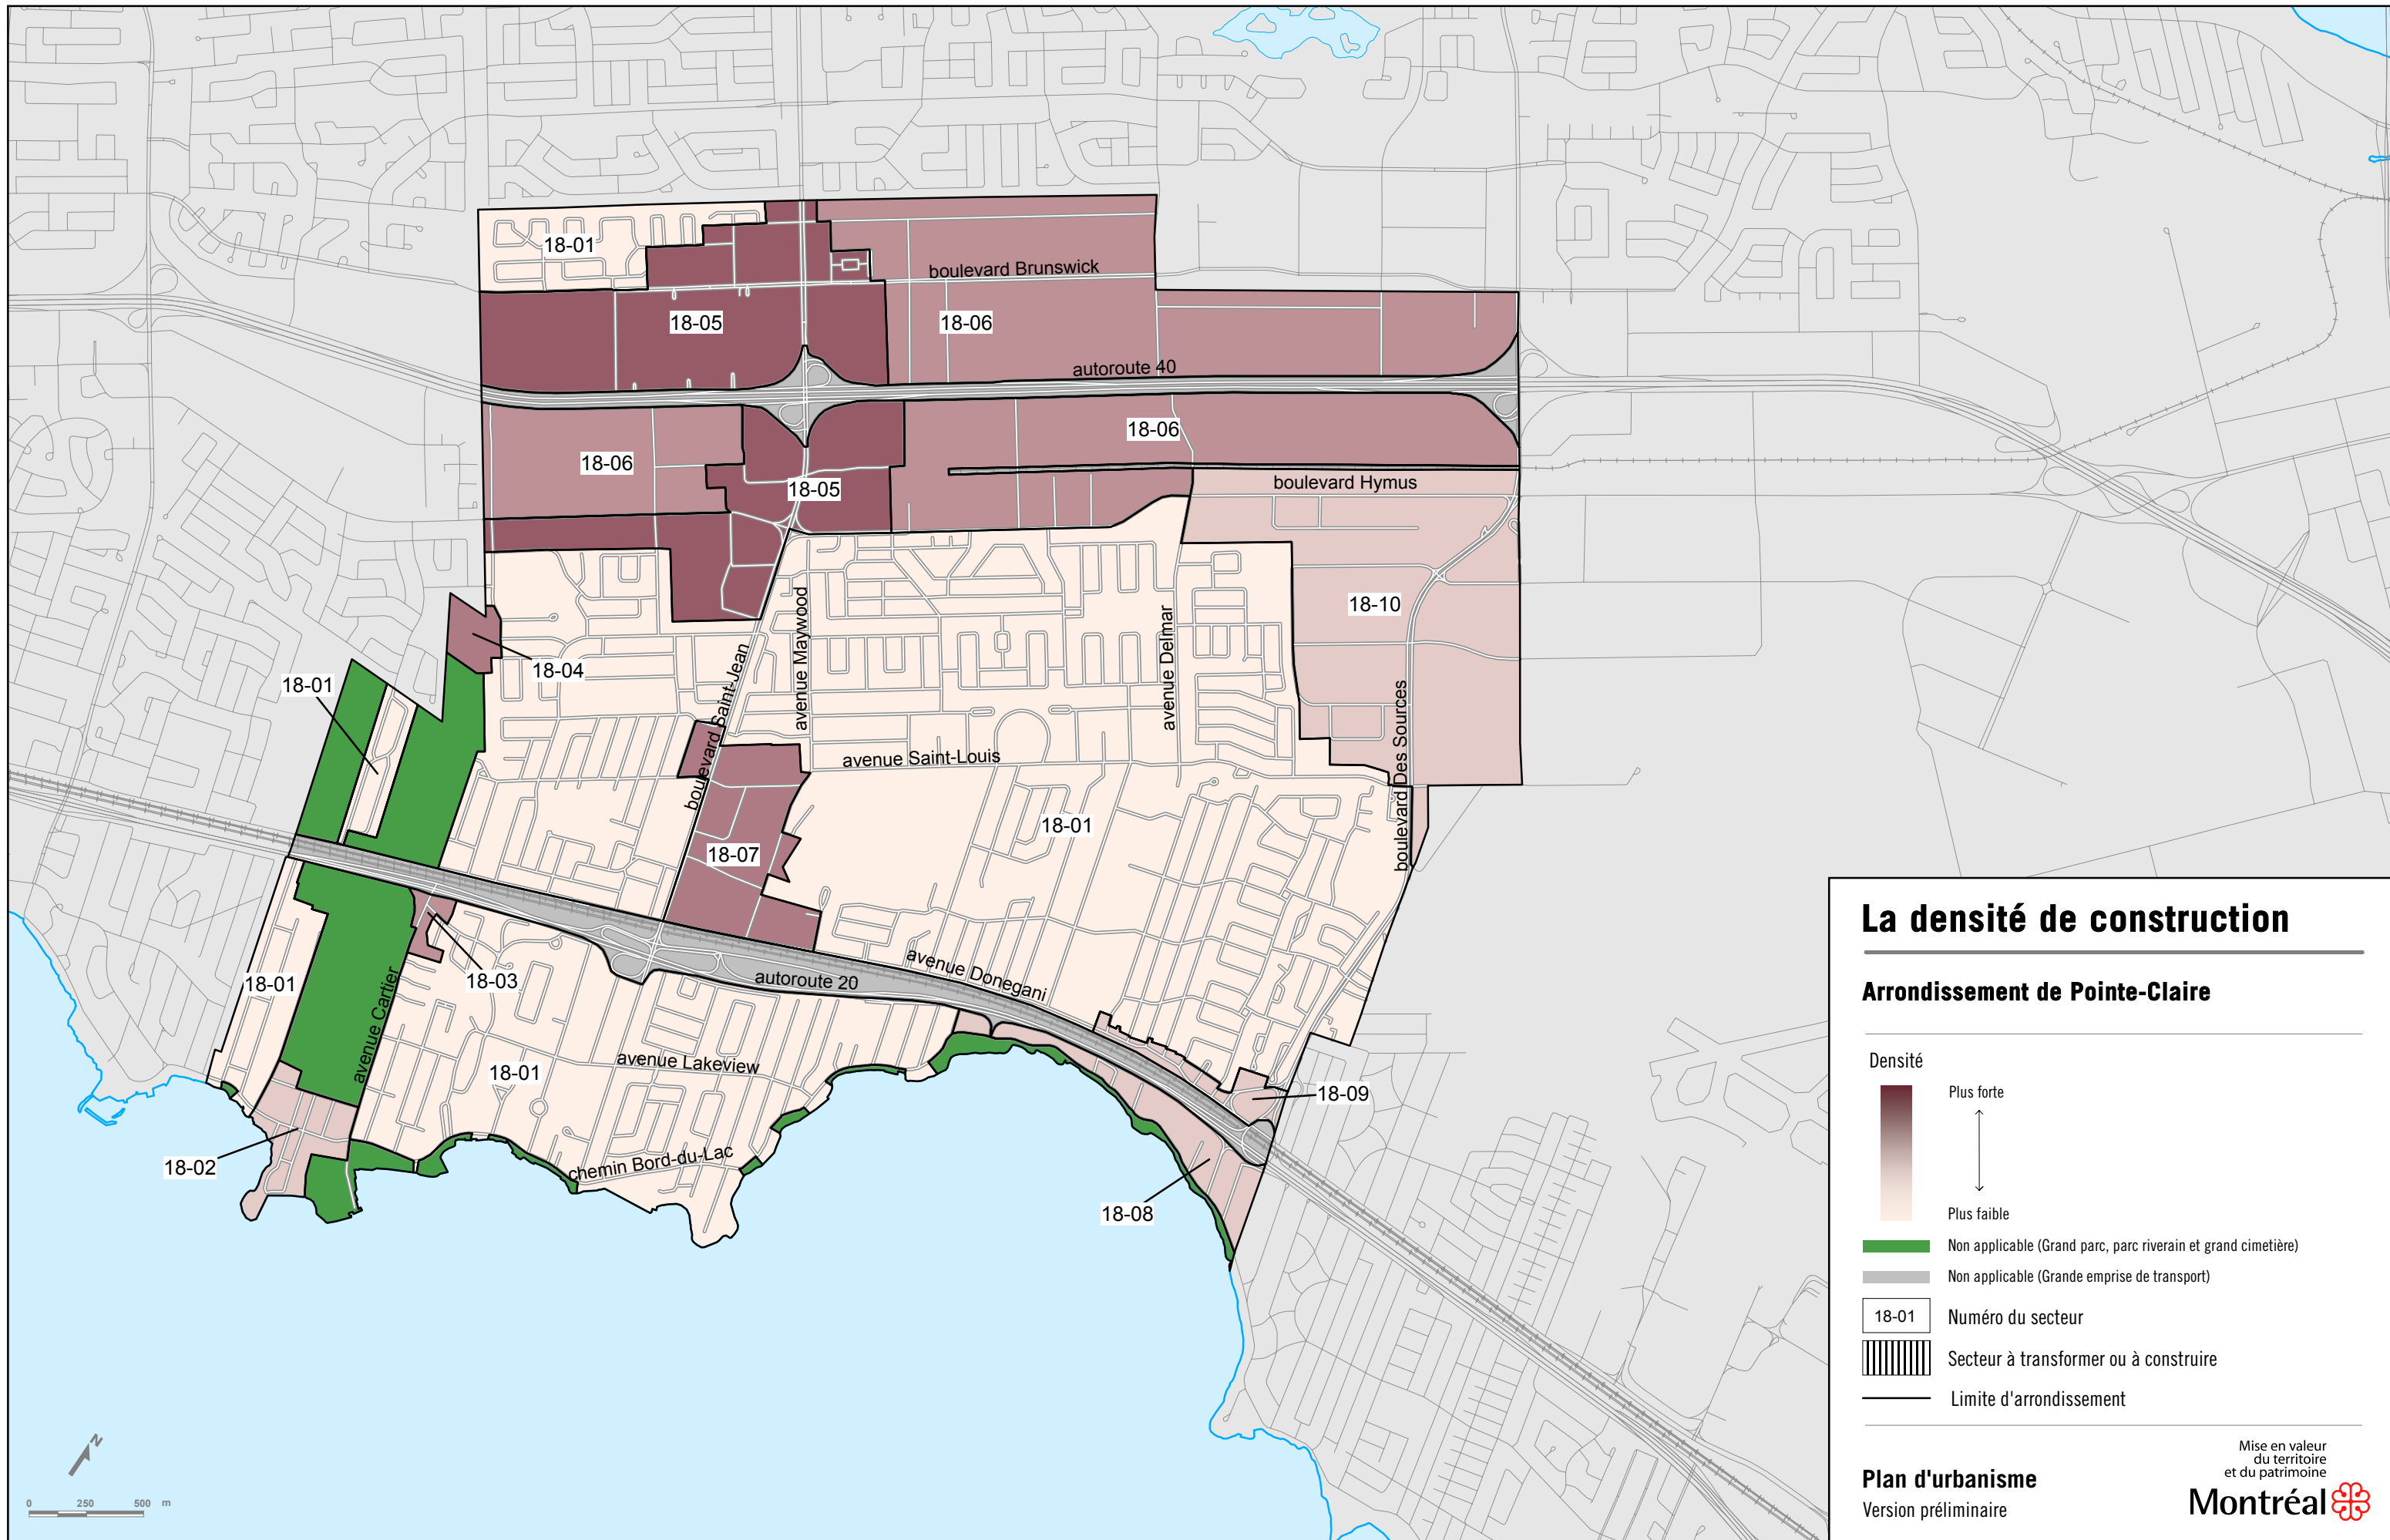 18-01
boulevard Brunswick
18-05
18-06
autoroute 40
18-06
18-06
18-05
boulevard Hymus
18-10
avenue Maywood
avenue Delmar
18-04
boulevard Saint-Jean
18-01
boulevard Des Sources
avenue Saint-Louis
18-01
18-07
18-03
18-01
autoroute 20
avenue Donegani
avenue Cartier
avenue Lakeview
18-01
18-09
18-02
chemin Bord-du-Lac
18-08
N
0 250 500 m
La densité de construction
Arrondissement de Pointe-Claire
Densité
Plus forte
Plus faible
Non applicable (Grand parc, parc riverain et grand cimetière)
Non applicable (Grande emprise de transport)
18-01 Numéro du secteur
Secteur à transformer ou à construire
Limite d'arrondissement
Mise en valeur
du territoire
et du patrimoine
Plan d'urbanisme
Version préliminaire
Montréal